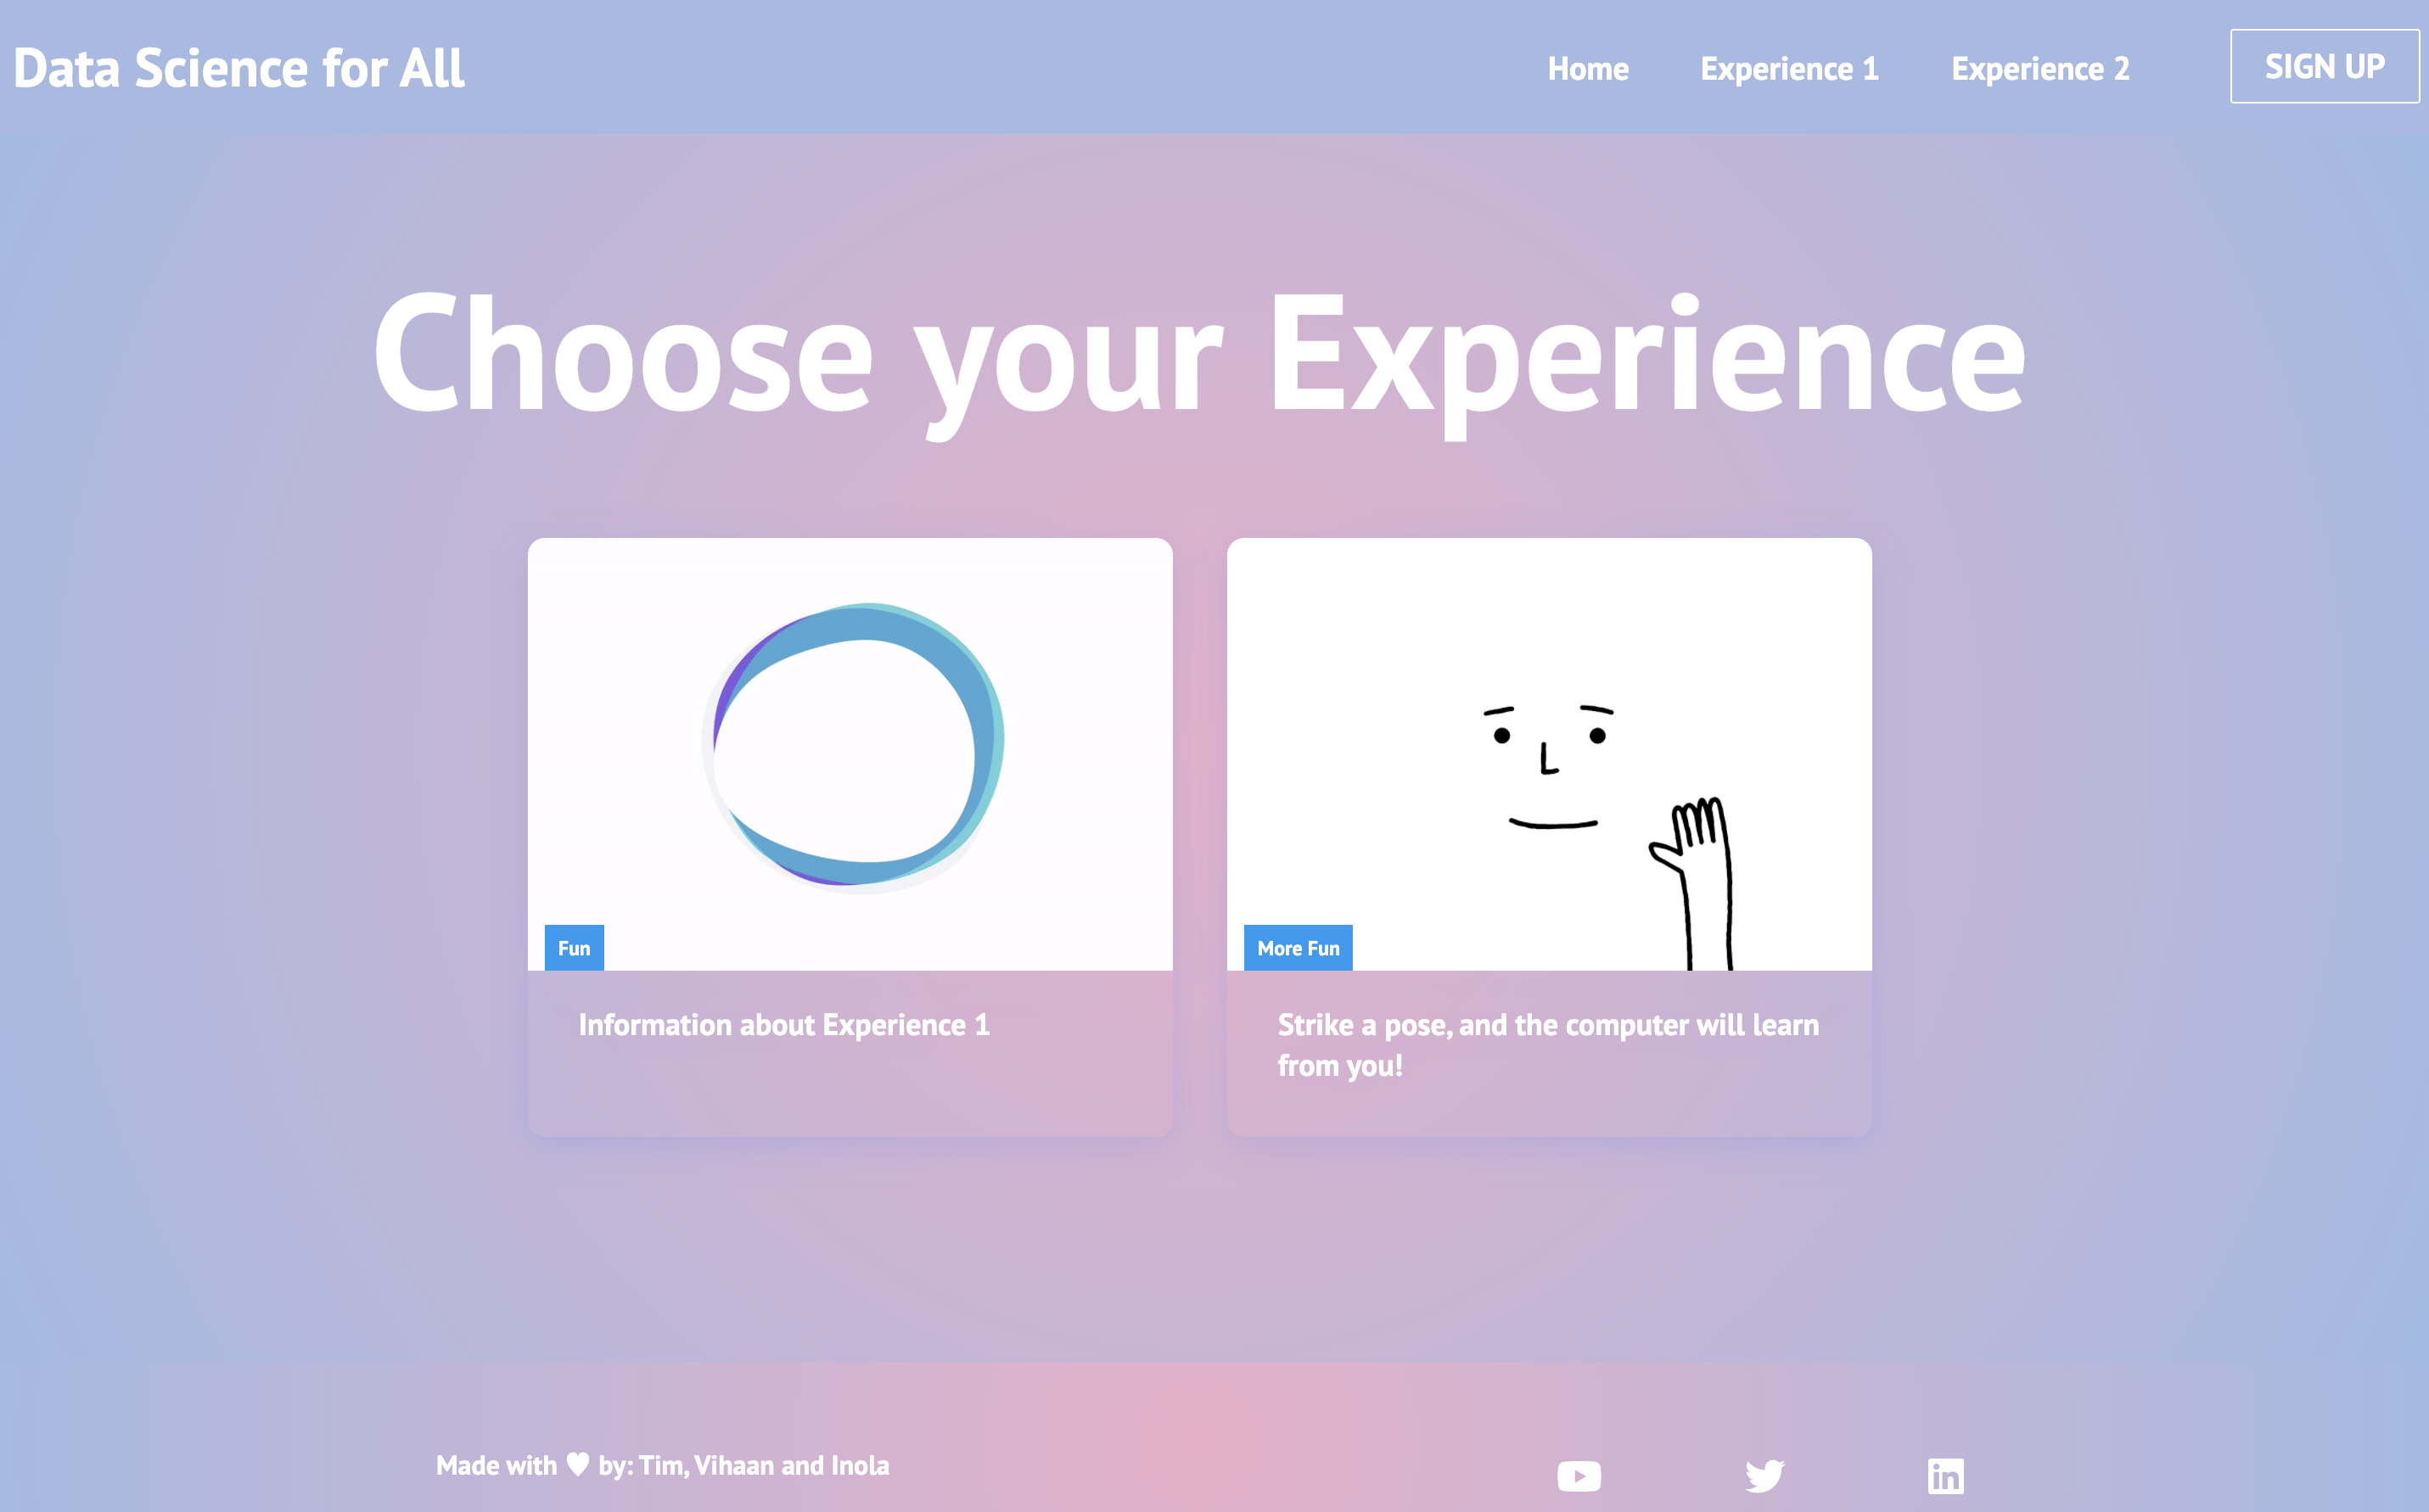 Data Science for All
Home
Experience 1
Experience 2
SIGN UP
Choose your Experience
Fun
Information about Experience 1
More Fun
Strike a pose, and the computer will learn
from you!
Made with by: Tim, Vihaan and Inola
in